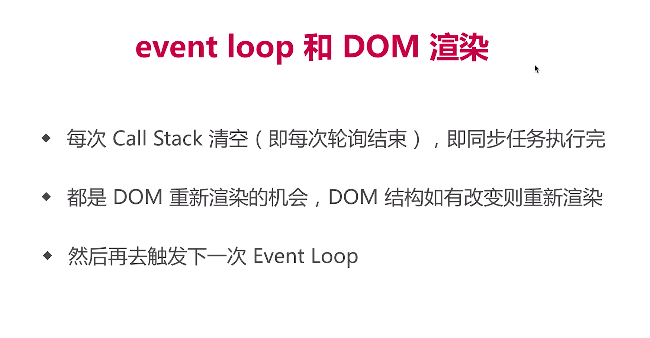 event loop 和 DOM 渲染
◆ 每次 Call Stack 清空（即每次轮询结束），即同步任务执行完
◆ 都是 DOM 重新渲染的机会，DOM 结构如有改变则重新渲染
◆ 然后再去触发下一次 Event Loop